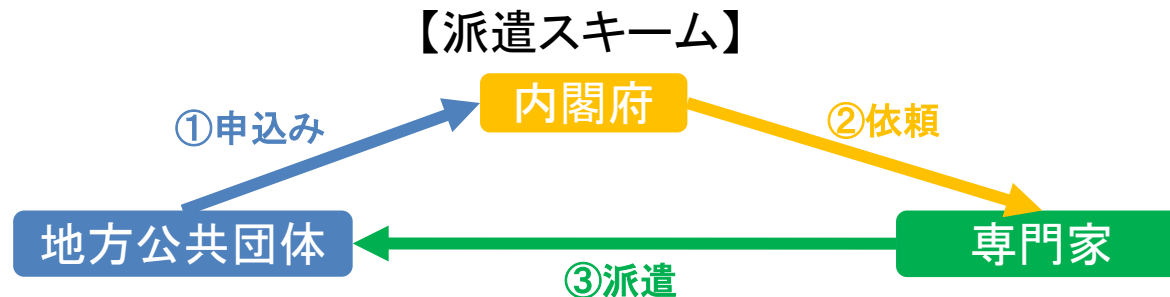 【派遣スキーム】
内閣府
①申込み
②依頼
地方公共団体
専門家
③派遣